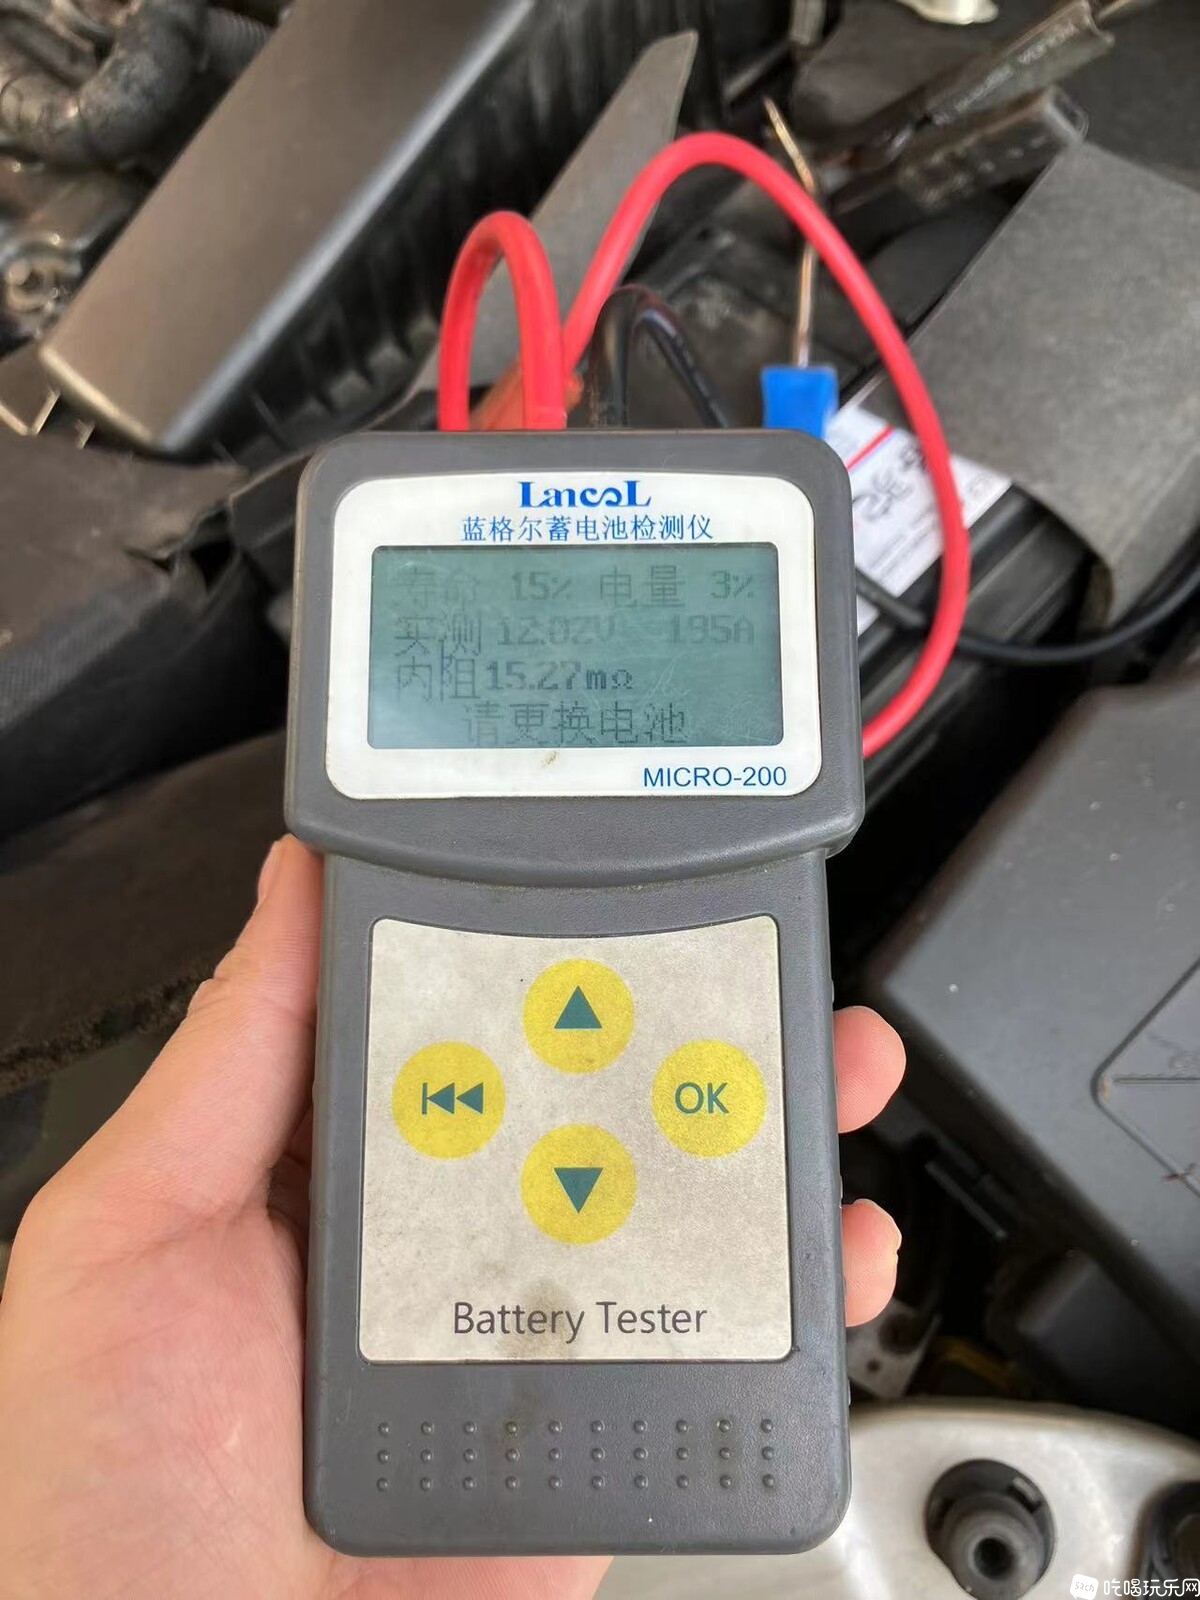 LancoL
蓝格尔蓄电池检测仪
寿命 15% 电量 3%
实测 12.02V 195A
内阻 15.27mΩ
请更换电池
MICRO-200
OK
Battery Tester
吃喝玩乐网